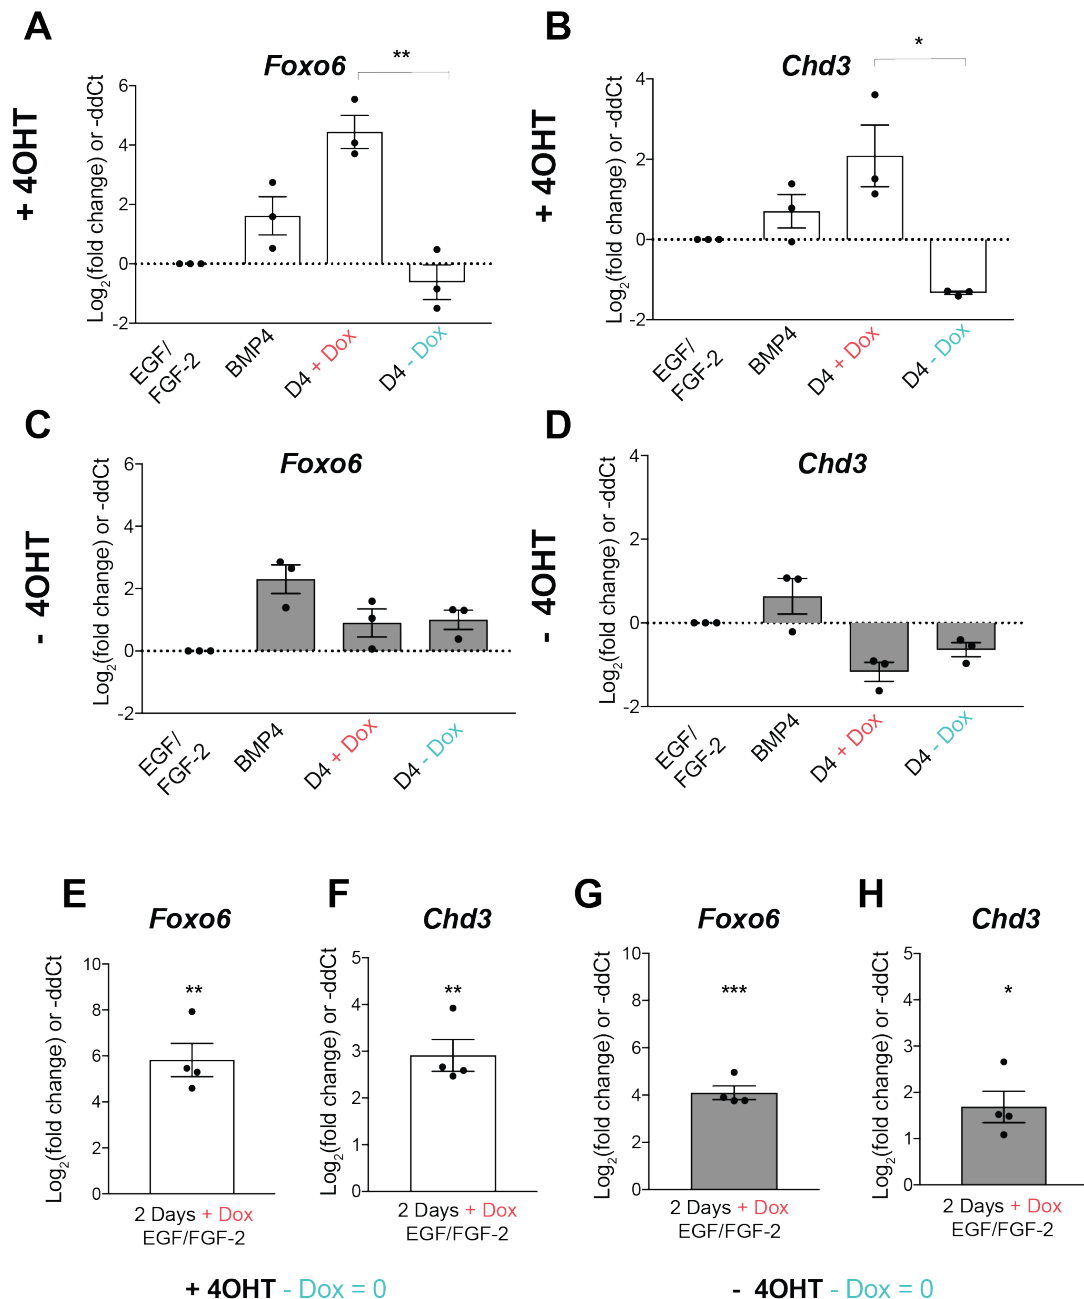 A
B
Foxo6
**
Chd3
*
+ 4OHT
Log2(fold change) or -ddCt
6
4
2
0
-2
EGF/
FGF-2
BMP4
D4 + Dox
D4 - Dox
+ 4OHT
Log2(fold change) or -ddCt
4
2
0
-2
EGF/
FGF-2
BMP4
D4 + Dox
D4 - Dox
C
D
Foxo6
Chd3
- 4OHT
Log2(fold change) or -ddCt
6
4
2
0
-2
EGF/
FGF-2
BMP4
D4 + Dox
D4 - Dox
- 4OHT
Log2(fold change) or -ddCt
4
2
0
-2
EGF/
FGF-2
BMP4
D4 + Dox
D4 - Dox
E
Foxo6
**
Log2(fold change) or -ddCt
10
8
6
4
2
0
2 Days + Dox
EGF/FGF-2
F
Chd3
**
Log2(fold change) or -ddCt
5
4
3
2
1
0
2 Days + Dox
EGF/FGF-2
+ 4OHT - Dox = 0
G
Foxo6
***
Log2(fold change) or -ddCt
10
8
6
4
2
0
2 Days + Dox
EGF/FGF-2
H
Chd3
*
Log2(fold change) or -ddCt
5
4
3
2
1
0
2 Days + Dox
EGF/FGF-2
- 4OHT - Dox = 0